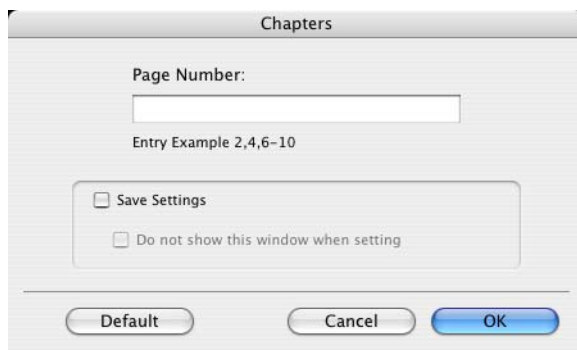 Chapters
Page Number:
Entry Example 2,4,6-10
Save Settings
Do not show this window when setting
Default
Cancel
OK